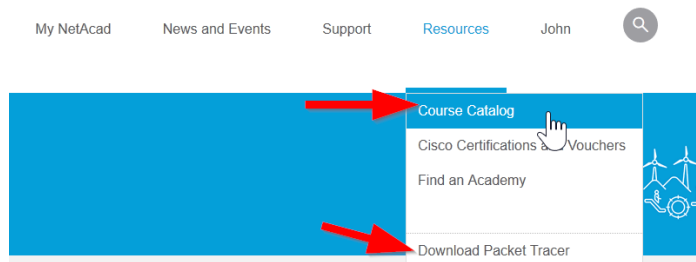 My NetAcad News and Events Support Resources John
Course Catalog
Cisco Certifications and Vouchers
Find an Academy
Download Packet Tracer